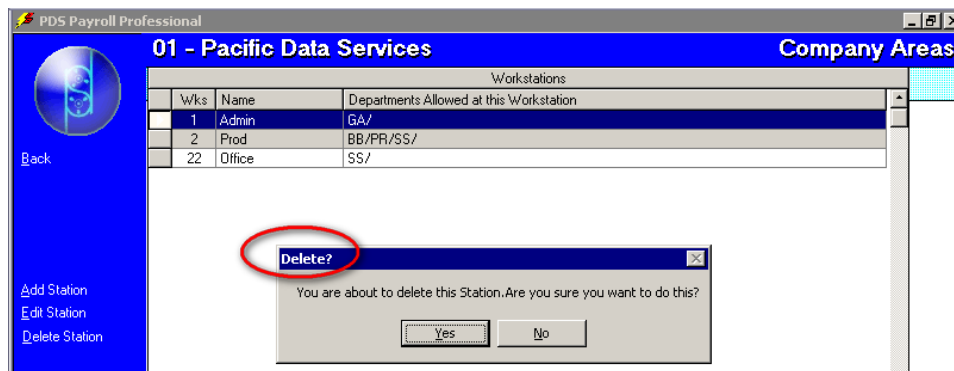 PDS Payroll Professional
01 - Pacific Data Services Company Areas
Workstations
Wks Name Departments Allowed at this Workstation
1 Admin GA/
2 Prod BB/PR/SS/
22 Office SS/
Back
Delete?
You are about to delete this Station.Are you sure you want to do this?
Yes No
Add Station
Edit Station
Delete Station